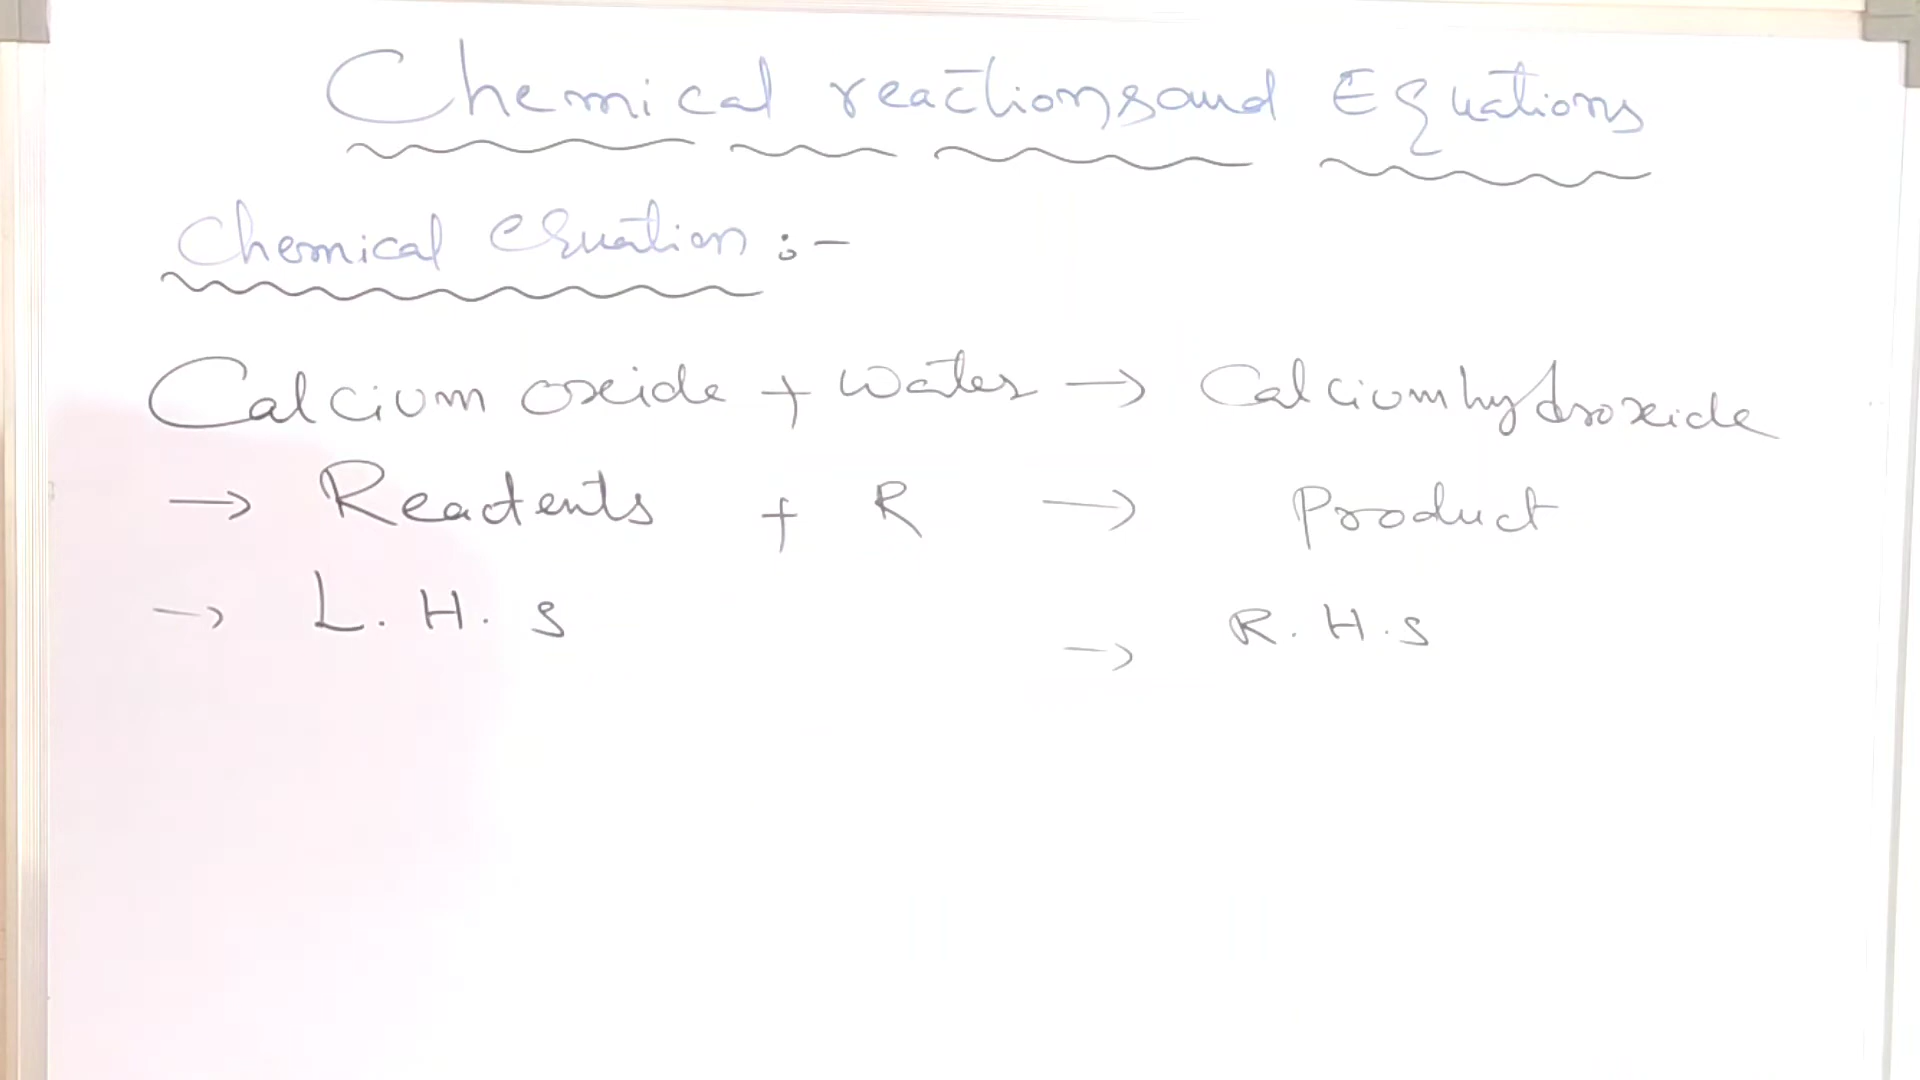 Chemical reactions and Equations
Chemical equation :-
Calcium oxide + water → Calcium hydroxide
→ Reactents + R → Product
→ L.H.S → R.H.S